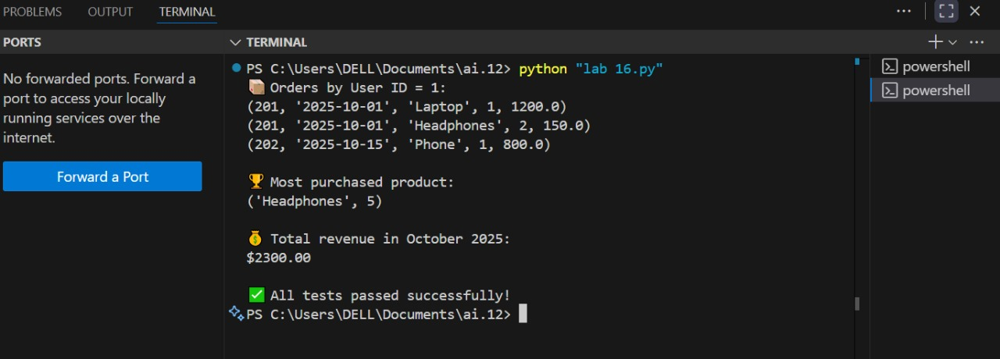 PROBLEMS OUTPUT TERMINAL
PORTS
No forwarded ports. Forward a
port to access your locally
running services over the
internet.
Forward a Port
TERMINAL
PS C:\Users\DELL\Documents\ai.12> python "lab 16.py"
📦 Orders by User ID = 1:
(201, '2025-10-01', 'Laptop', 1, 1200.0)
(201, '2025-10-01', 'Headphones', 2, 150.0)
(202, '2025-10-15', 'Phone', 1, 800.0)
🏆 Most purchased product:
('Headphones', 5)
💰 Total revenue in October 2025:
$2300.00
✅ All tests passed successfully!
PS C:\Users\DELL\Documents\ai.12>
powershell
powershell